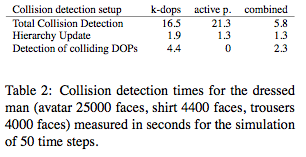 Collision detection setup k-dops active p. combined
Total Collision Detection 16.5 21.3 5.8
Hierarchy Update 1.9 1.3 1.3
Detection of colliding DOPs 4.4 0 2.3
Table 2: Collision detection times for the dressed
man (avatar 25000 faces, shirt 4400 faces, trousers
4000 faces) measured in seconds for the simulation
of 50 time steps.